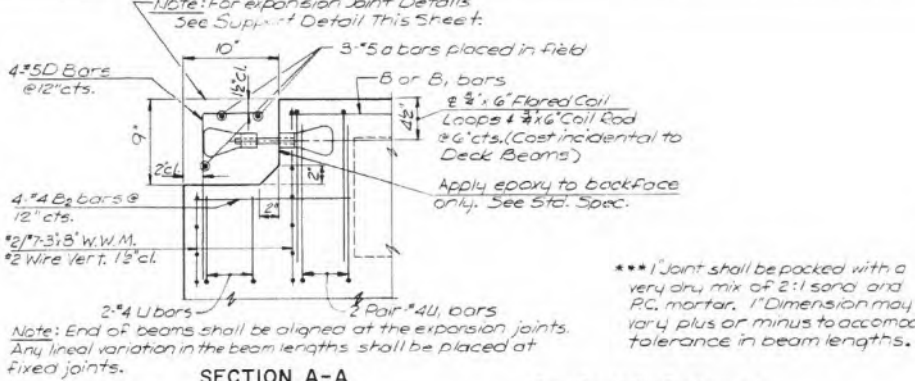 Note: For expansion Joint Details
See Support Detail This Sheet.
10"
3-#5 a bars placed in field
4-#5D Bars
@12"cts.
1½"cl.
B or B, bars
9"
4½"
℄ ¾"x 6" Flared Coil
Loops & ¾"x6" Coil Rod
@ 6"cts. (Cost incidental to
Deck Beams)
2"cl.
2"
Apply epoxy to backface
only. See Std. Spec.
4-#4 B₂ bars @
12" cts.
2"
#2/#7-3"x8" W.W.M.
#2 Wire Vert. 1½"cl.
2-#4 U bars
2 Pair-#4U, bars
Note: End of beams shall be aligned at the expansion joints.
Any lineal variation in the beam lengths shall be placed at
fixed joints.
SECTION A-A
***1" Joint shall be packed with a
very dry mix of 2:1 sand and
P.C. mortar. 1" Dimension may
vary plus or minus to accomod
tolerance in beam lengths.